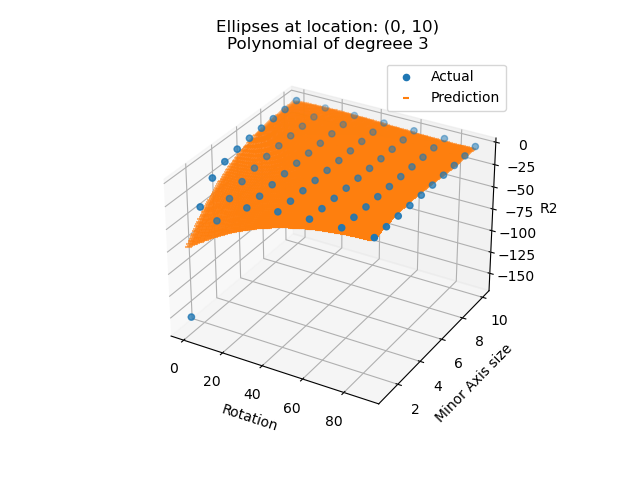 Ellipses at location: (0, 10)
Polynomial of degreee 3
Actual
Prediction
0
−25
−50
−75
−100
−125
−150
R2
10
8
6
4
2
Minor Axis size
0
20
40
60
80
Rotation